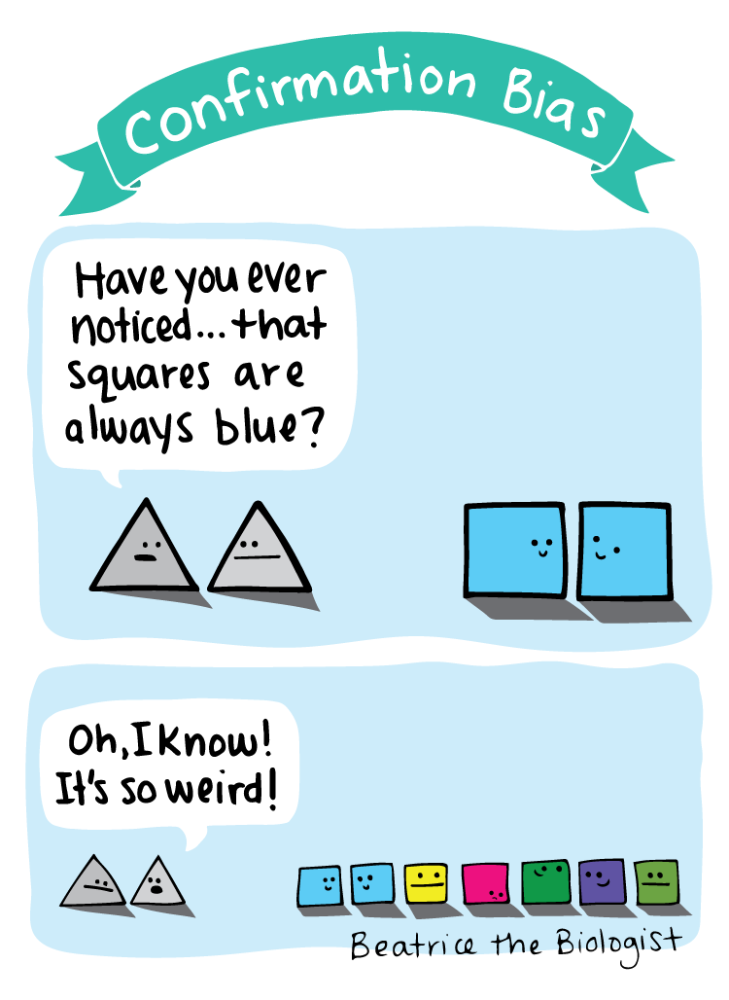 Confirmation Bias
Have you ever
noticed...that
squares are
always blue?
Oh, I know!
It's so weird!
Beatrice the Biologist